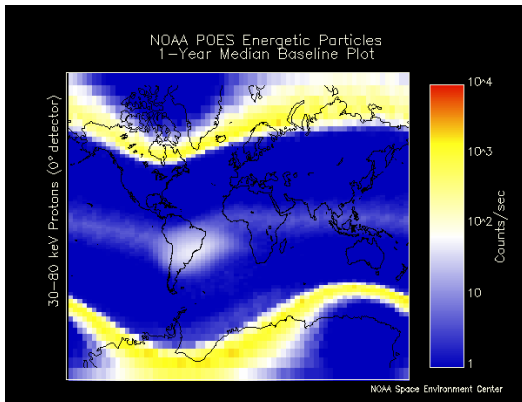 NOAA POES Energetic Particles
1-Year Median Baseline Plot
30-80 keV Protons (0° detector)
10^4
10^3
10^2
10
1
Counts/sec
NOAA Space Environment Center